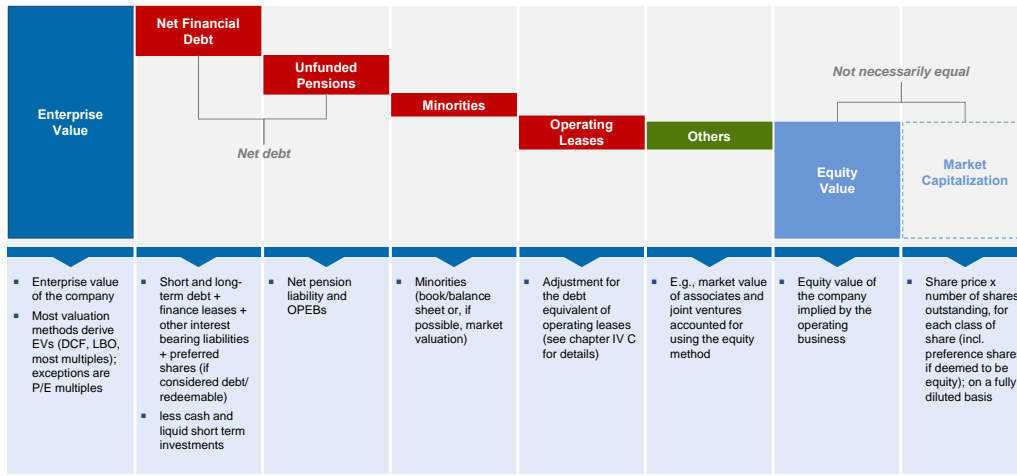 Net Financial
Debt
Unfunded
Pensions
Not necessarily equal
Enterprise
Value
Minorities
Operating
Leases
Others
Net debt
Equity
Value
Market
Capitalization
▪ Enterprise value
of the company
▪ Most valuation
methods derive
EVs (DCF, LBO,
most multiples);
exceptions are
P/E multiples
▪ Short and long-
term debt +
finance leases +
other interest
bearing liabilities
+ preferred
shares (if
considered debt/
redeemable)
▪ less cash and
liquid short term
investments
▪ Net pension
liability and
OPEBs
▪ Minorities
(book/balance
sheet or, if
possible, market
valuation)
▪ Adjustment for
the debt
equivalent of
operating leases
(see chapter IV C
for details)
▪ E.g., market value
of associates and
joint ventures
accounted for
using the equity
method
▪ Equity value of
the company
implied by the
operating
business
▪ Share price x
number of shares
outstanding, for
each class of
share (incl.
preference shares
if deemed to be
equity); on a fully
diluted basis